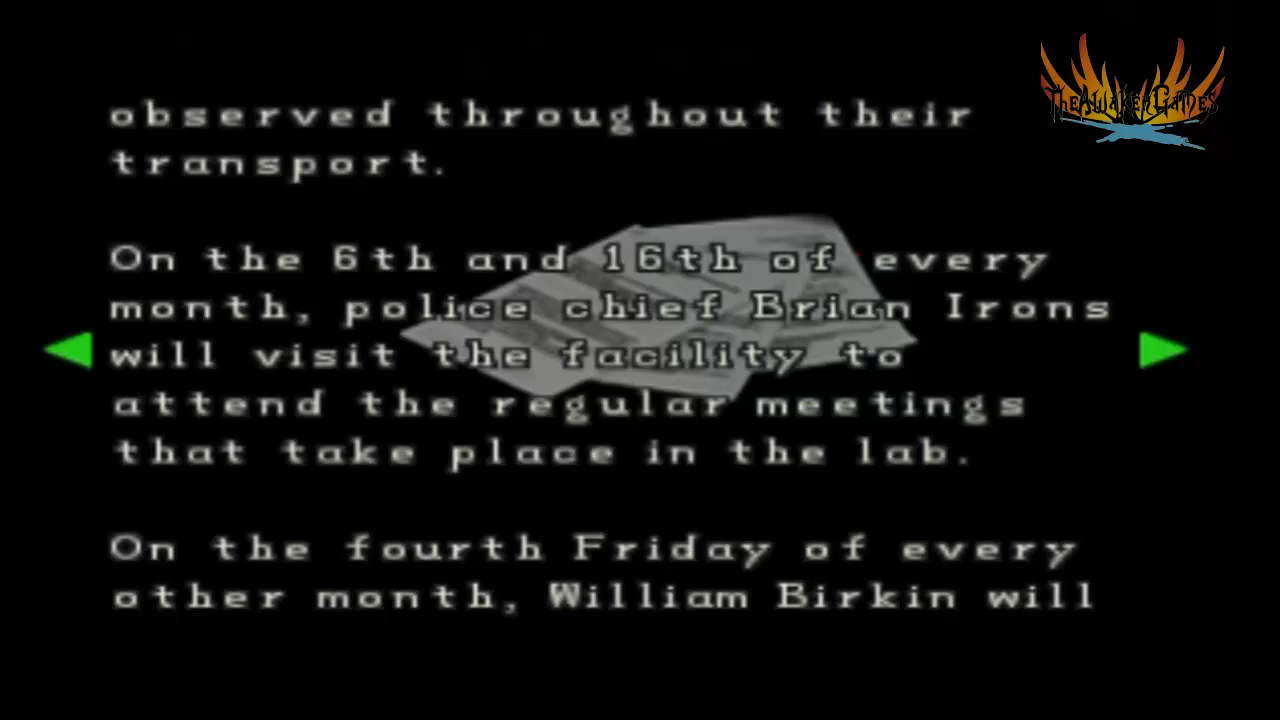 TheAwakenGames
observed throughout their
transport.
On the 6th and 16th of every
month, police chief Brian Irons
will visit the facility to
attend the regular meetings
that take place in the lab.
On the fourth Friday of every
other month, William Birkin will